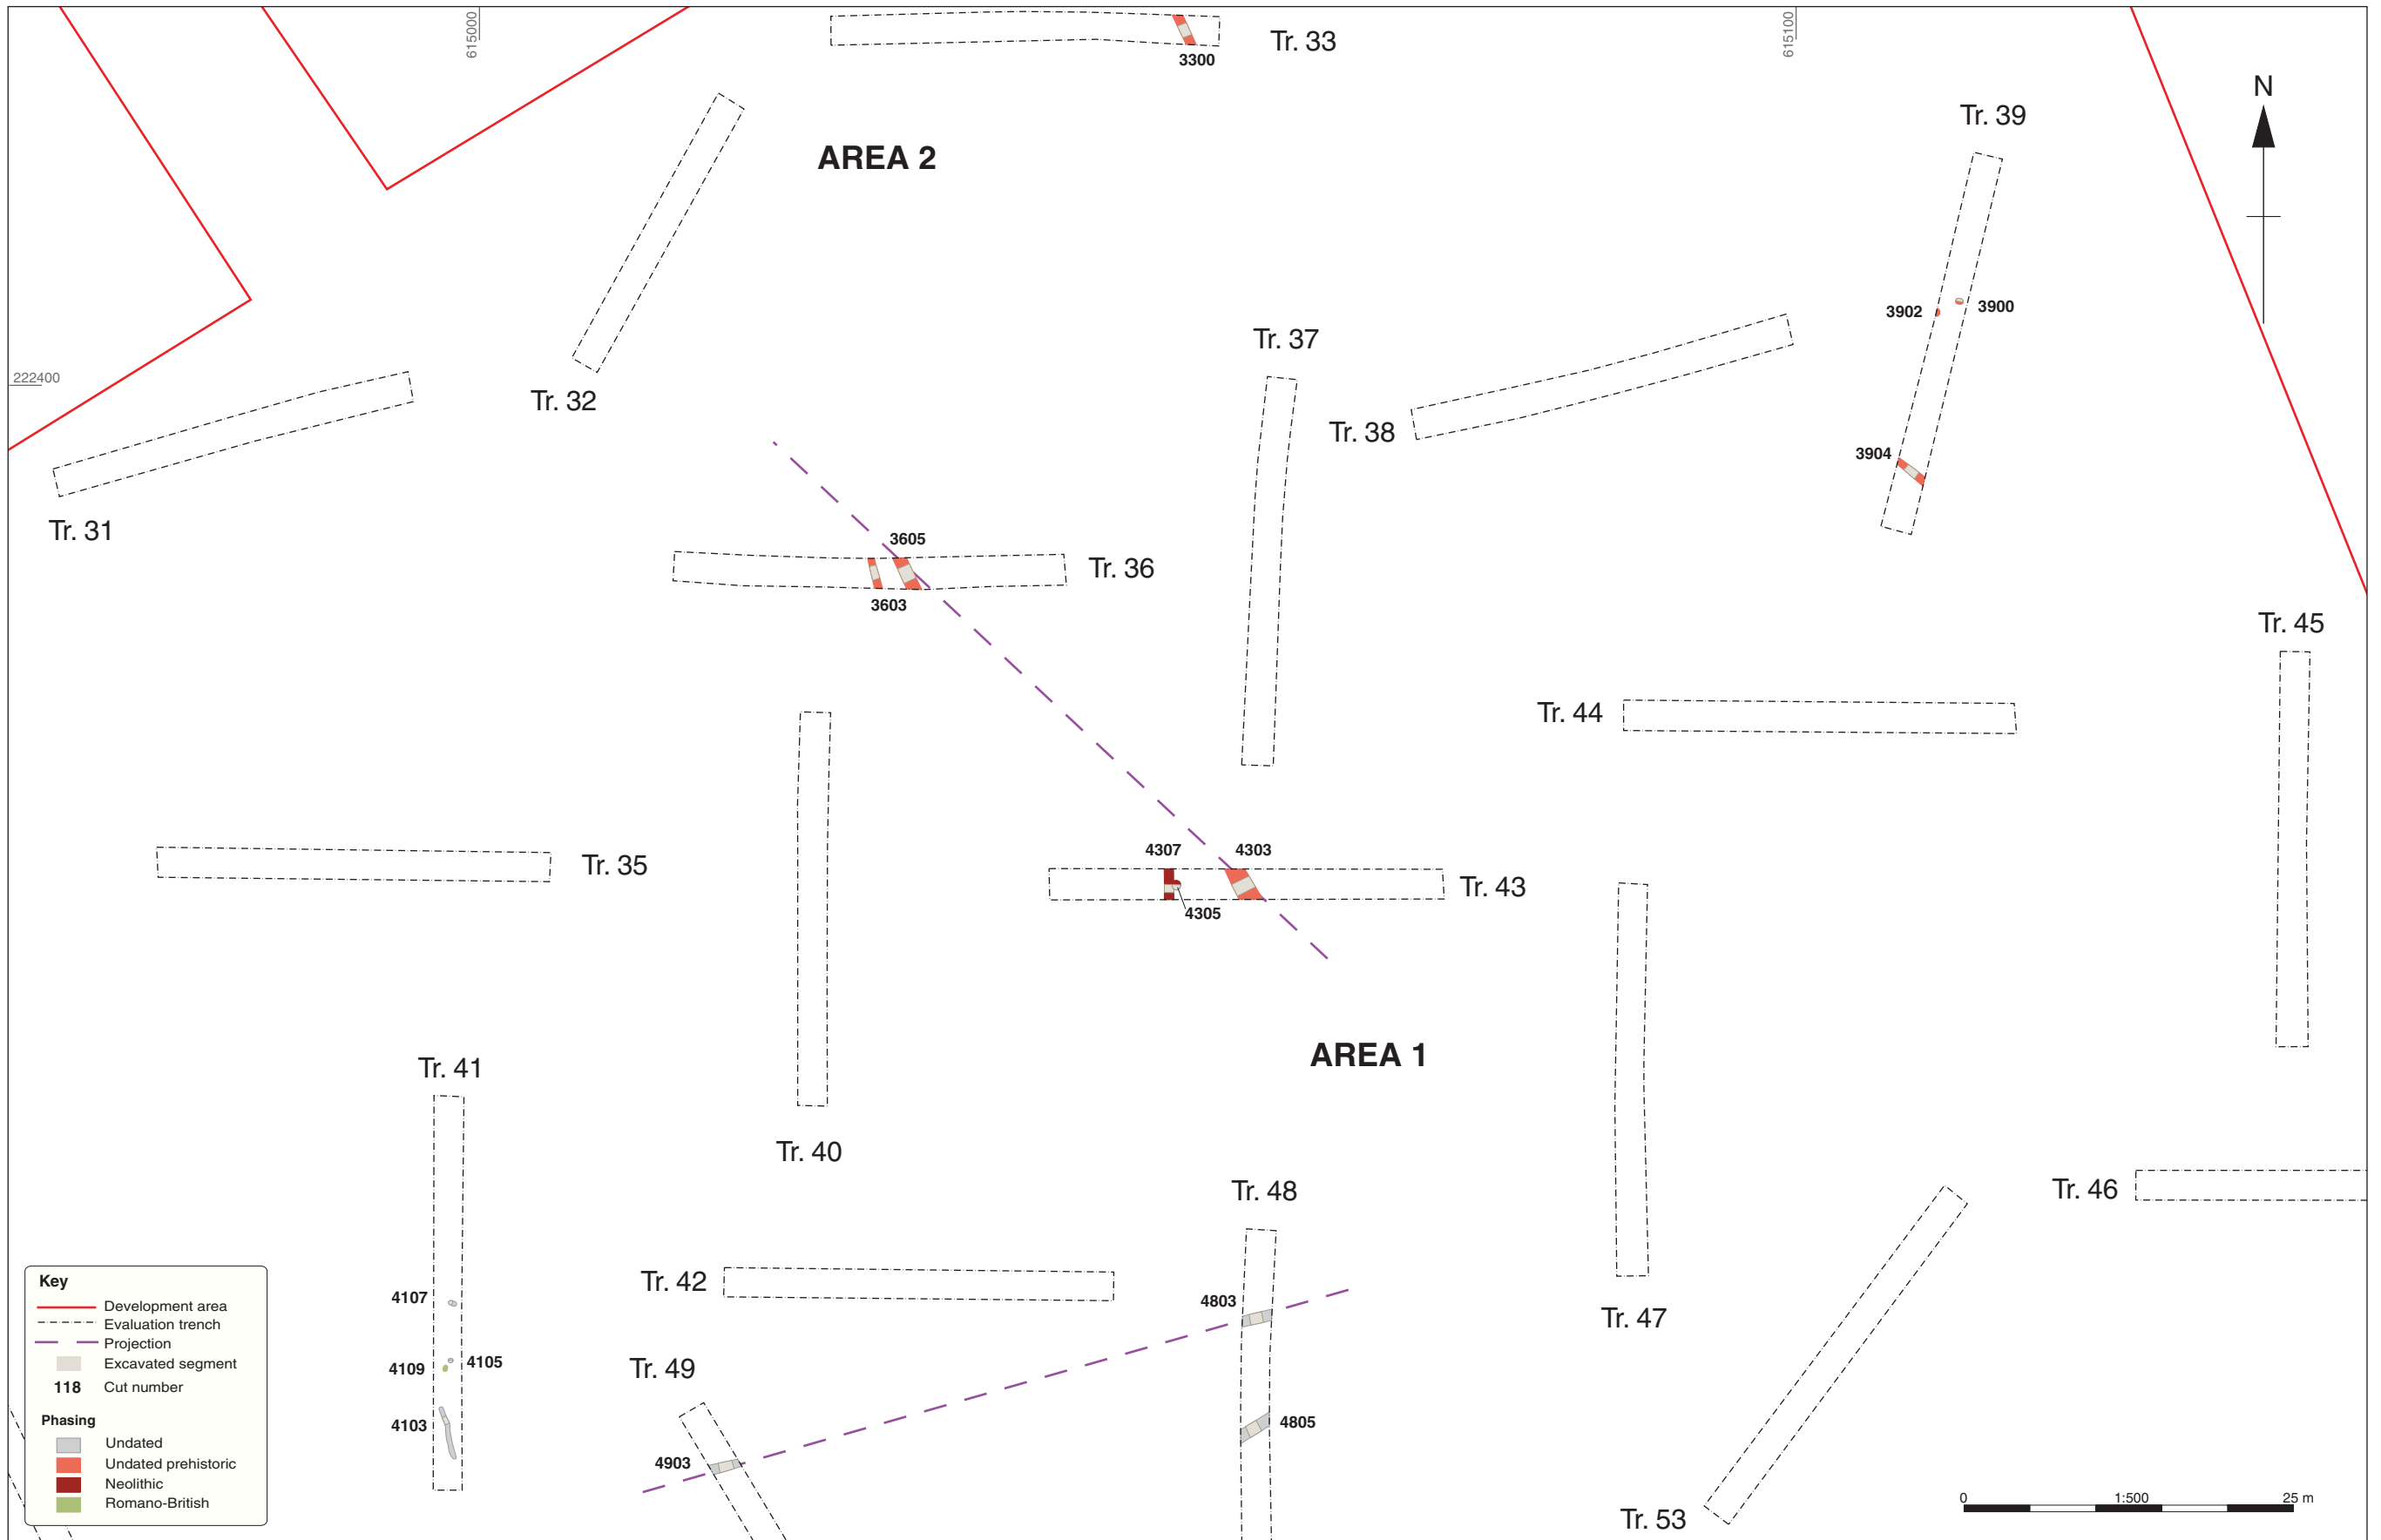 615000
615100
Tr. 33
3300
N
Tr. 39
AREA 2
3902
3900
Tr. 37
222400
Tr. 32
Tr. 38
3904
Tr. 31
3605
Tr. 36
3603
Tr. 45
Tr. 44
4307
4303
Tr. 35
Tr. 43
4305
AREA 1
Tr. 41
Tr. 40
Tr. 48
Tr. 46
Tr. 42
4107
4803
Tr. 47
4109
4105
Tr. 49
4103
4805
4903
Tr. 53
0
1:500
25 m
Key
Development area
Evaluation trench
Projection
Excavated segment
118 Cut number
Phasing
Undated
Undated prehistoric
Neolithic
Romano-British